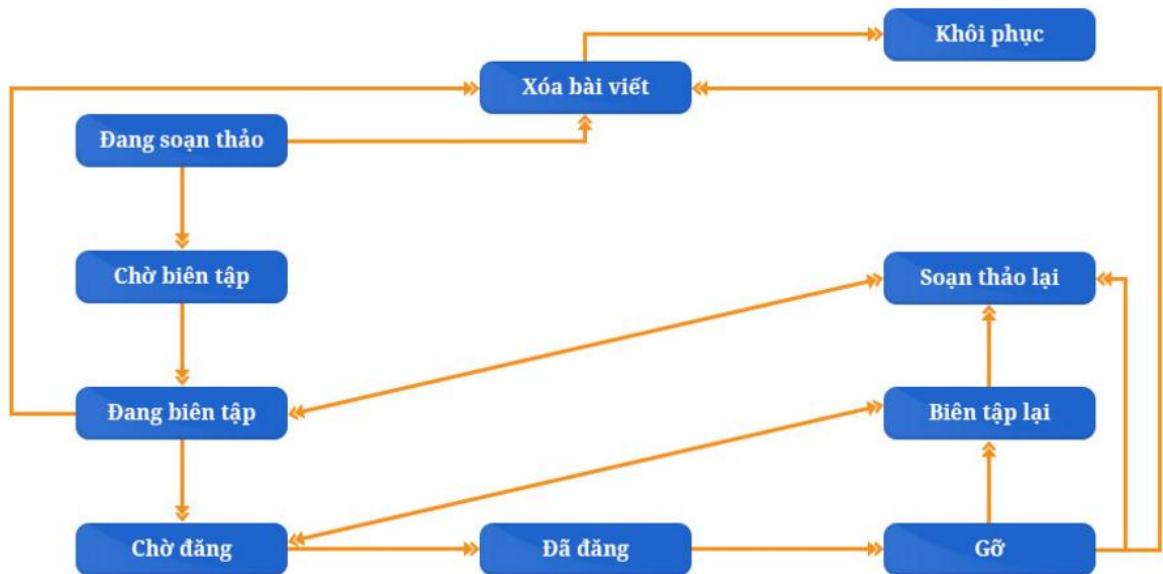 Khôi phục
Xóa bài viết
Đang soạn thảo
Chờ biên tập
Soạn thảo lại
Đang biên tập
Biên tập lại
Chờ đăng
Đã đăng
Gỡ